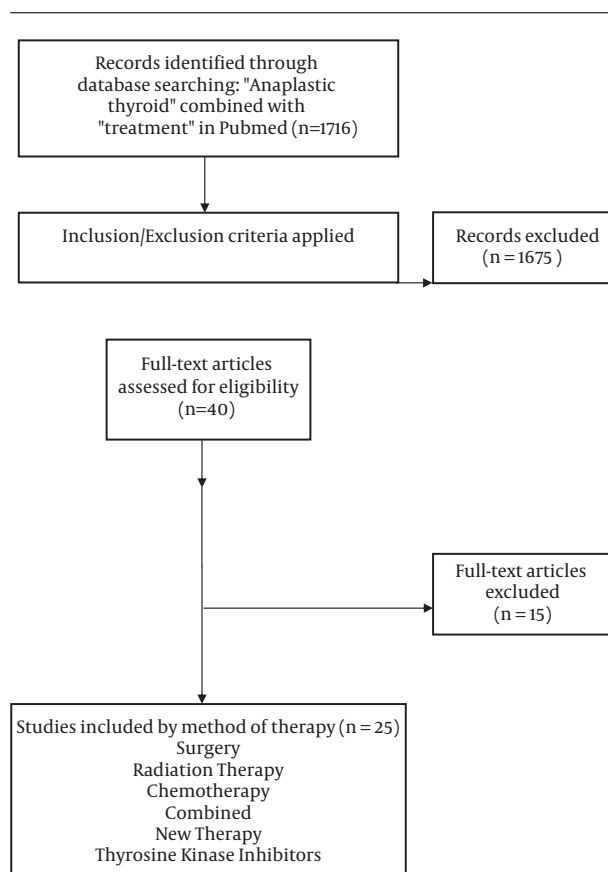 Records identified through
database searching: "Anaplastic
thyroid" combined with
"treatment" in Pubmed (n=1716)
Inclusion/Exclusion criteria applied
Records excluded
(n = 1675 )
Full-text articles
assessed for eligibility
(n=40)
Full-text articles
excluded
(n = 15)
Studies included by method of therapy (n = 25)
Surgery
Radiation Therapy
Chemotherapy
Combined
New Therapy
Thyrosine Kinase Inhibitors